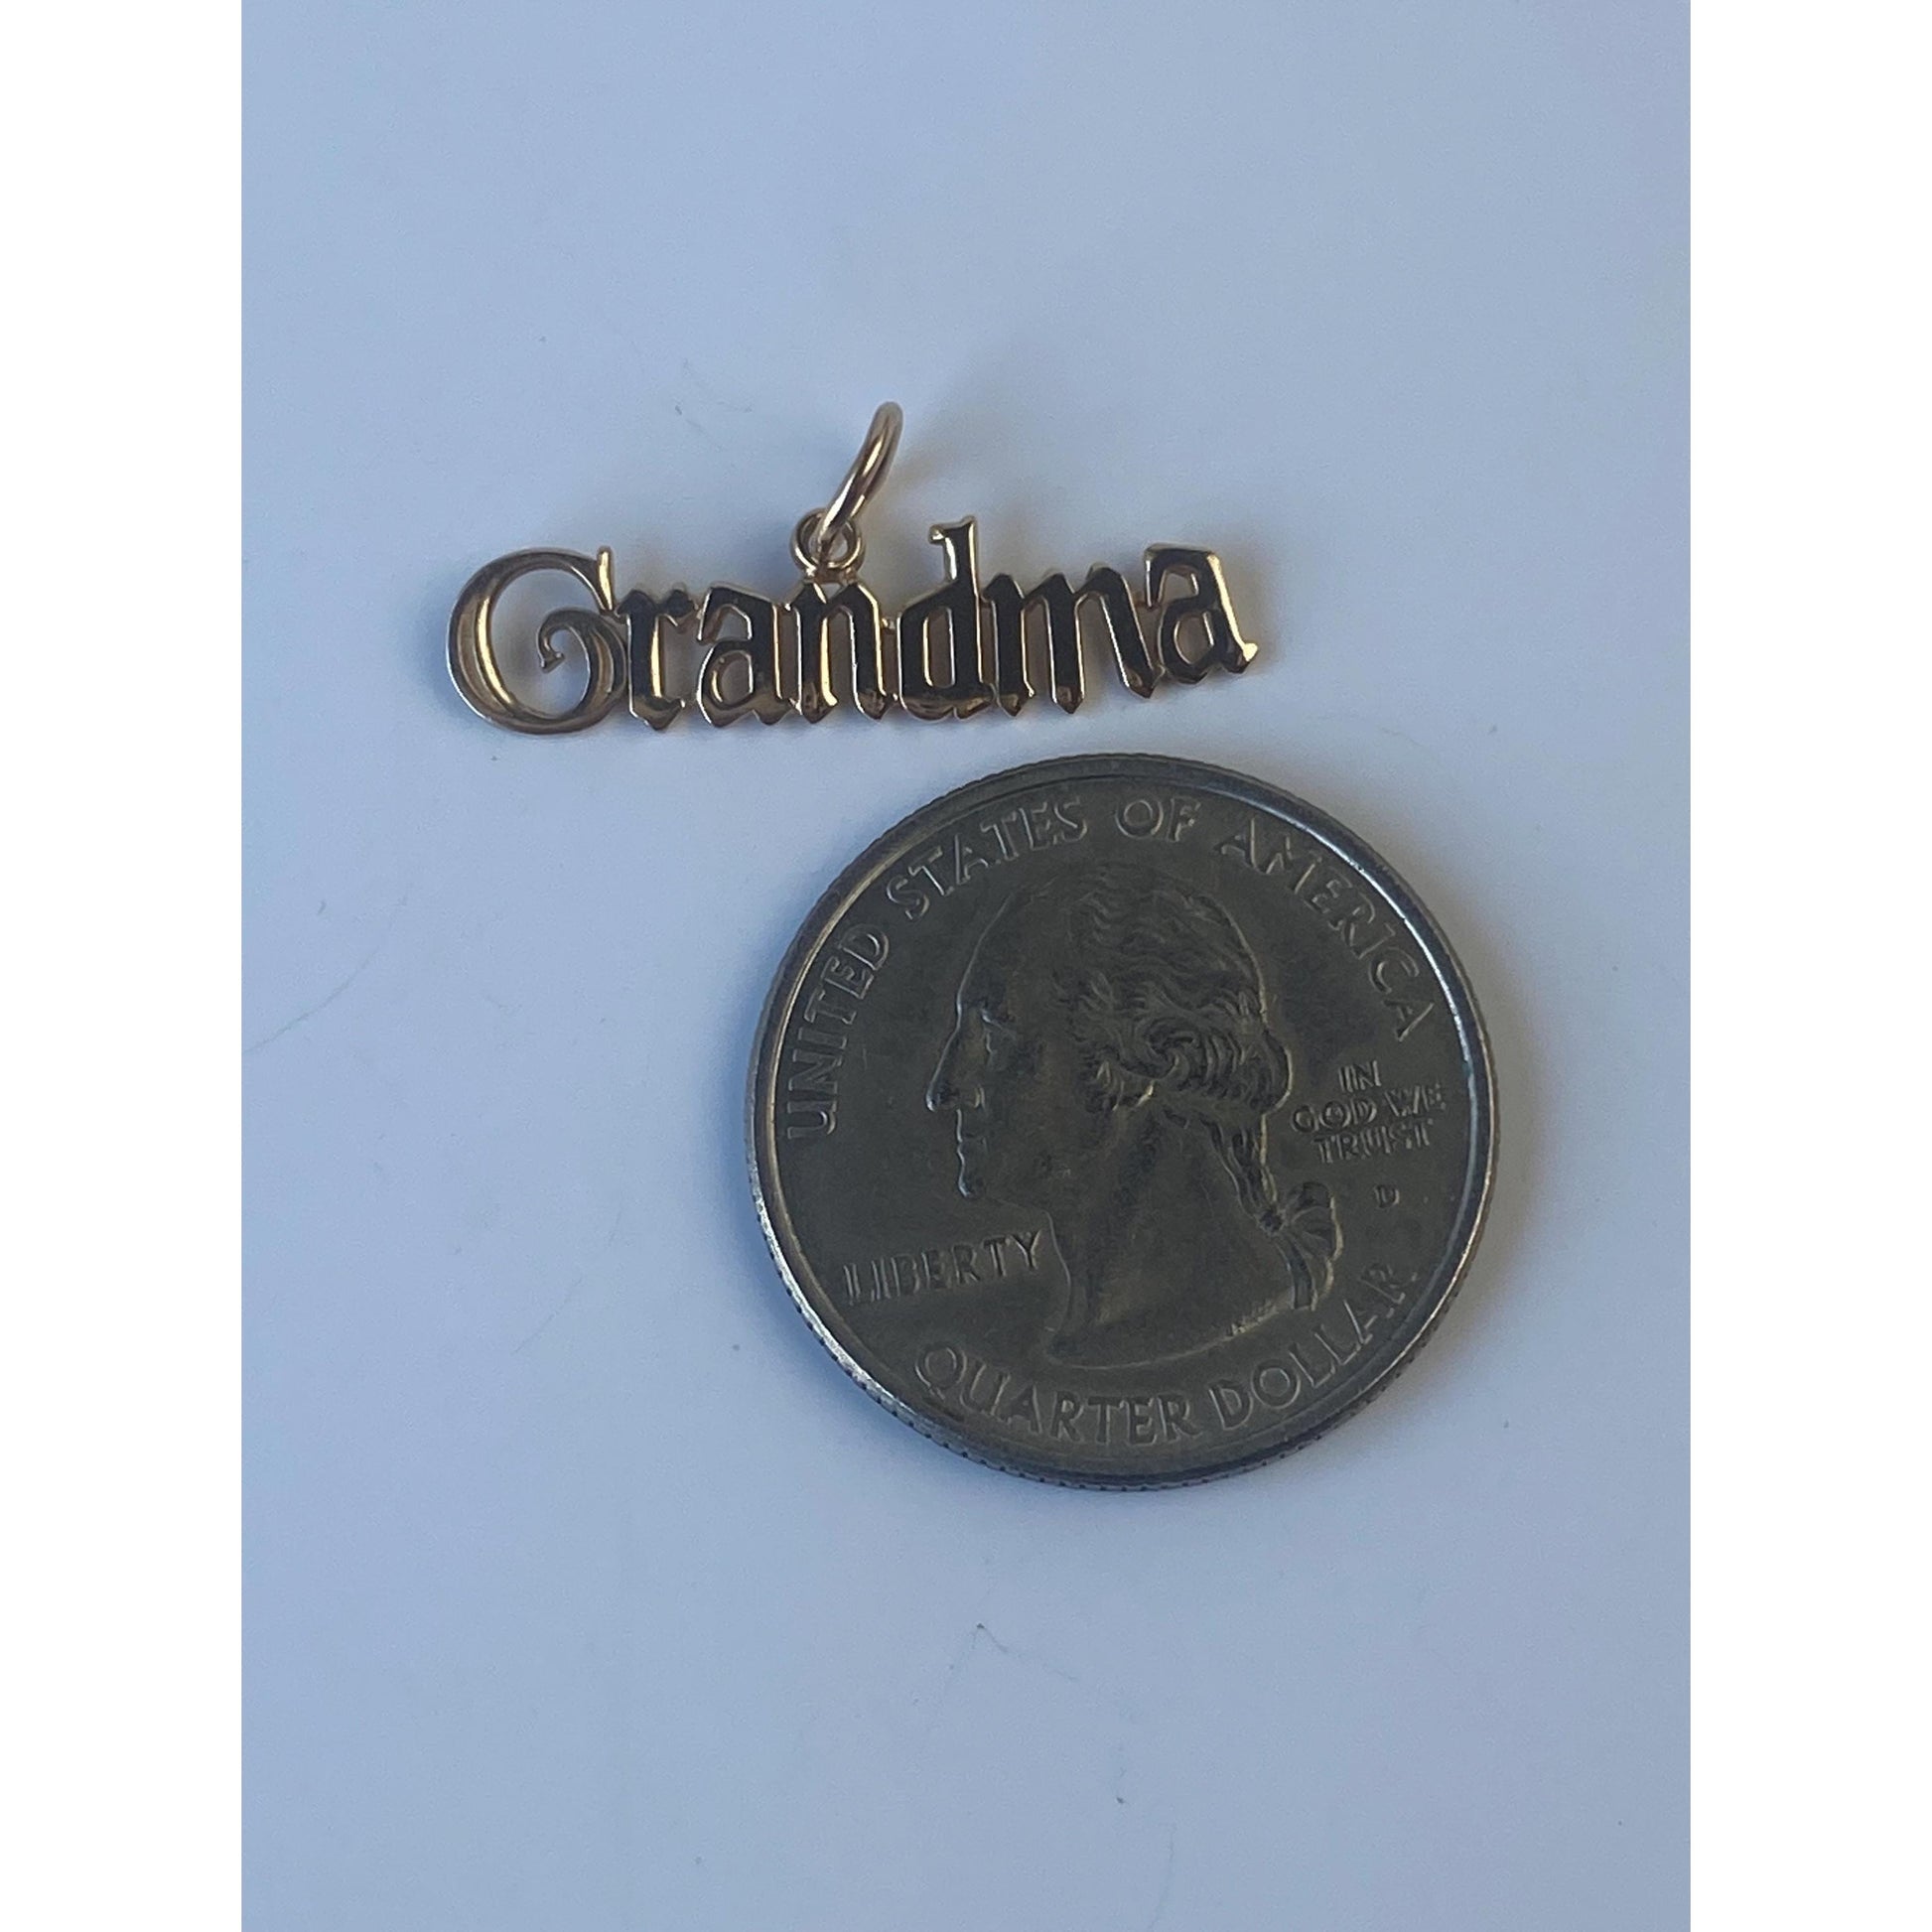 Grandma
UNITED STATES OF AMERICA
IN
GOD WE
TRUST
D
LIBERTY
QUARTER DOLLAR